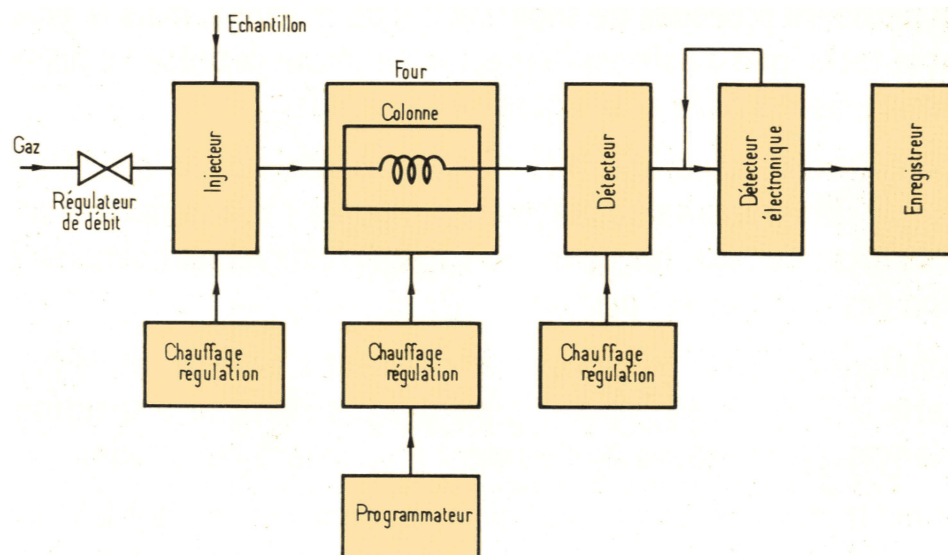 Echantillon
Four
Colonne
Gaz
Régulateur
de débit
Injecteur
Détecteur
Détecteur
électronique
Enregistreur
Chauffage
régulation
Chauffage
régulation
Chauffage
régulation
Programmateur